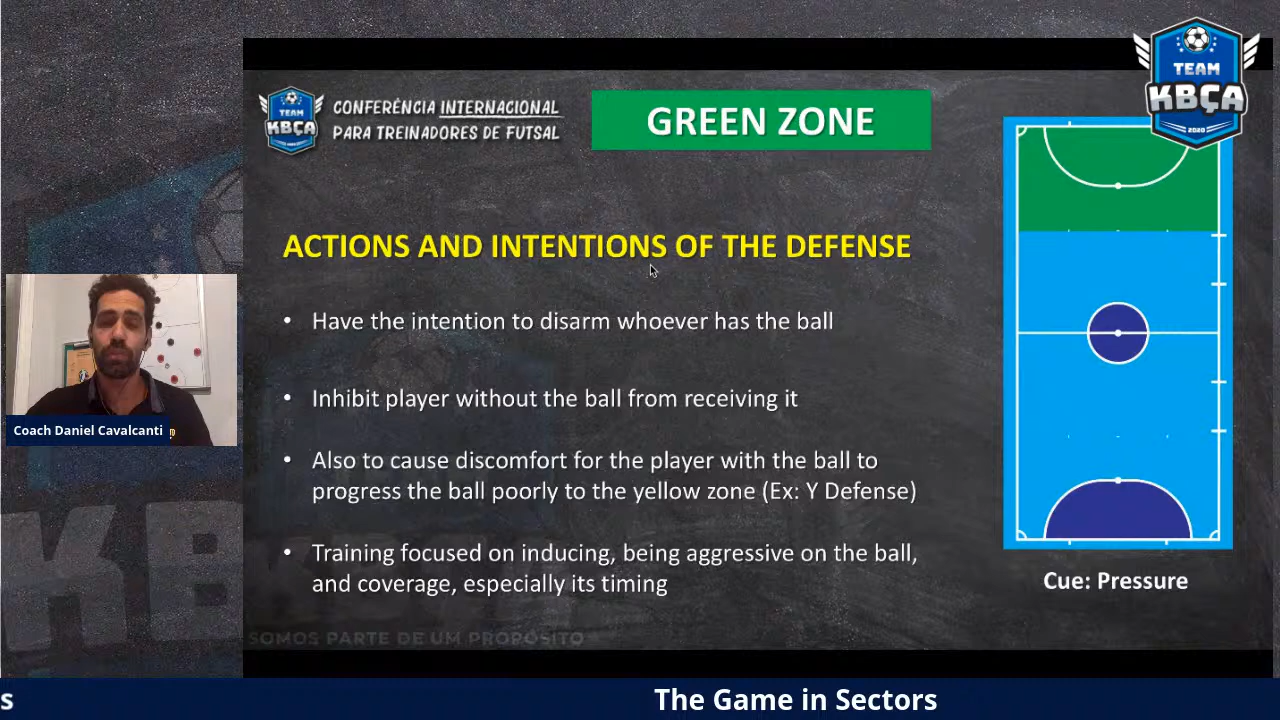 TEAM
KBÇA
2020
TEAM
KBÇA
CONFERÊNCIA INTERNACIONAL
PARA TREINADORES DE FUTSAL
GREEN ZONE
ACTIONS AND INTENTIONS OF THE DEFENSE
• Have the intention to disarm whoever has the ball
• Inhibit player without the ball from receiving it
• Also to cause discomfort for the player with the ball to
progress the ball poorly to the yellow zone (Ex: Y Defense)
• Training focused on inducing, being aggressive on the ball,
and coverage, especially its timing
Cue: Pressure
Coach Daniel Cavalcanti
SOMOS PARTE DE UM PROPÓSITO
s
The Game in Sectors